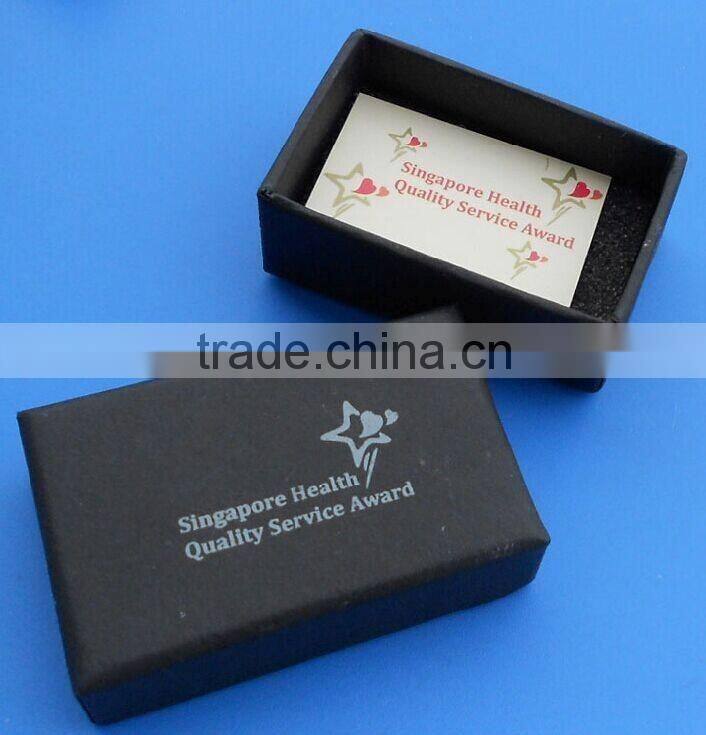 Singapore Health
Quality Service Award
trade.china.cn
Singapore Health
Quality Service Award